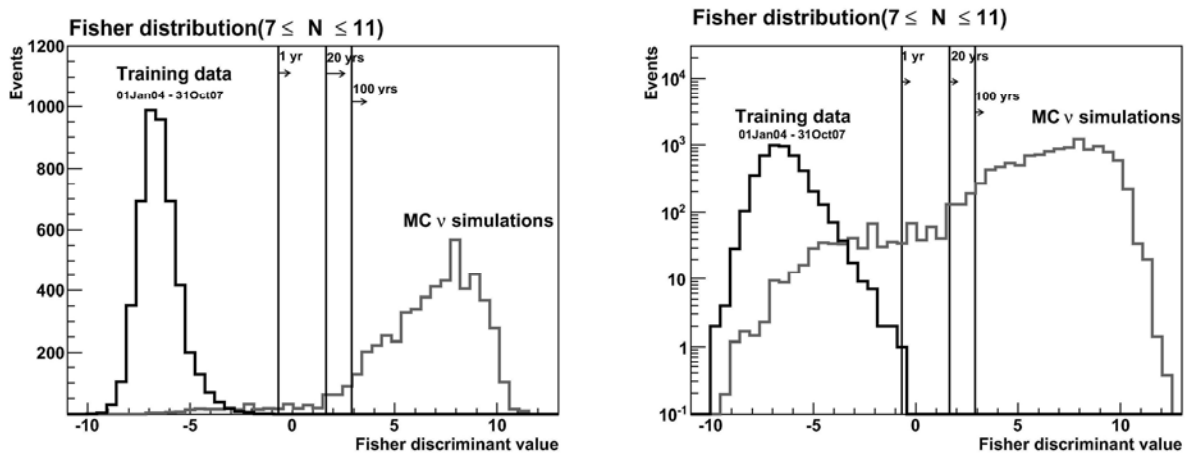 Fisher distribution(7 ≤ N ≤ 11)
Events
1200
1000
800
600
400
200
1 yr
20 yrs
100 yrs
Training data
01Jan04 - 31Oct07
MC ν simulations
-10 -5 0 5 10
Fisher discriminant value
Fisher distribution(7 ≤ N ≤ 11)
Events
10⁴
10³
10²
10
1
10⁻¹
1 yr
20 yrs
100 yrs
Training data
01Jan04 - 31Oct07
MC ν simulations
-10 -5 0 5 10
Fisher discriminant value